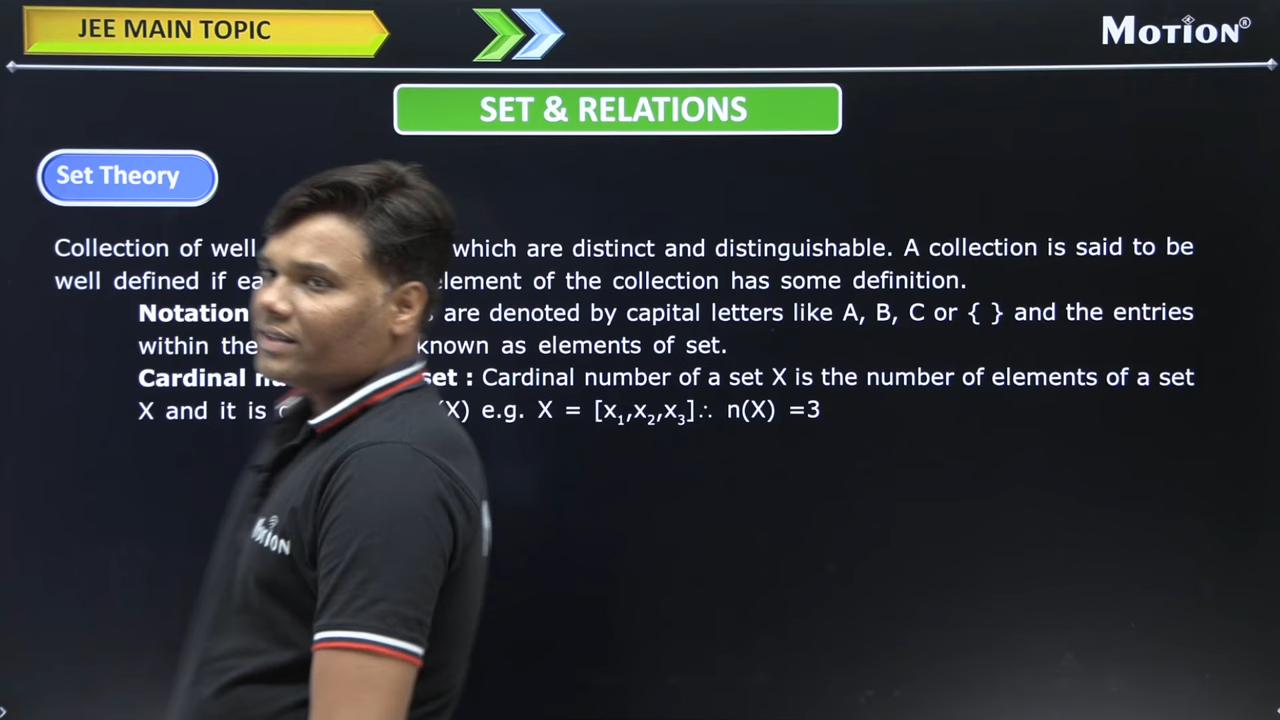 JEE MAIN TOPIC
MOTION®
SET & RELATIONS
Set Theory
Collection of well which are distinct and distinguishable. A collection is said to be
well defined if element of the collection has some definition.
Notation are denoted by capital letters like A, B, C or { } and the entries
within the known as elements of set.
Cardinal set : Cardinal number of a set X is the number of elements of a set
X and it is (X) e.g. X = [x₁,x₂,x₃]∴ n(X) =3
MOTION